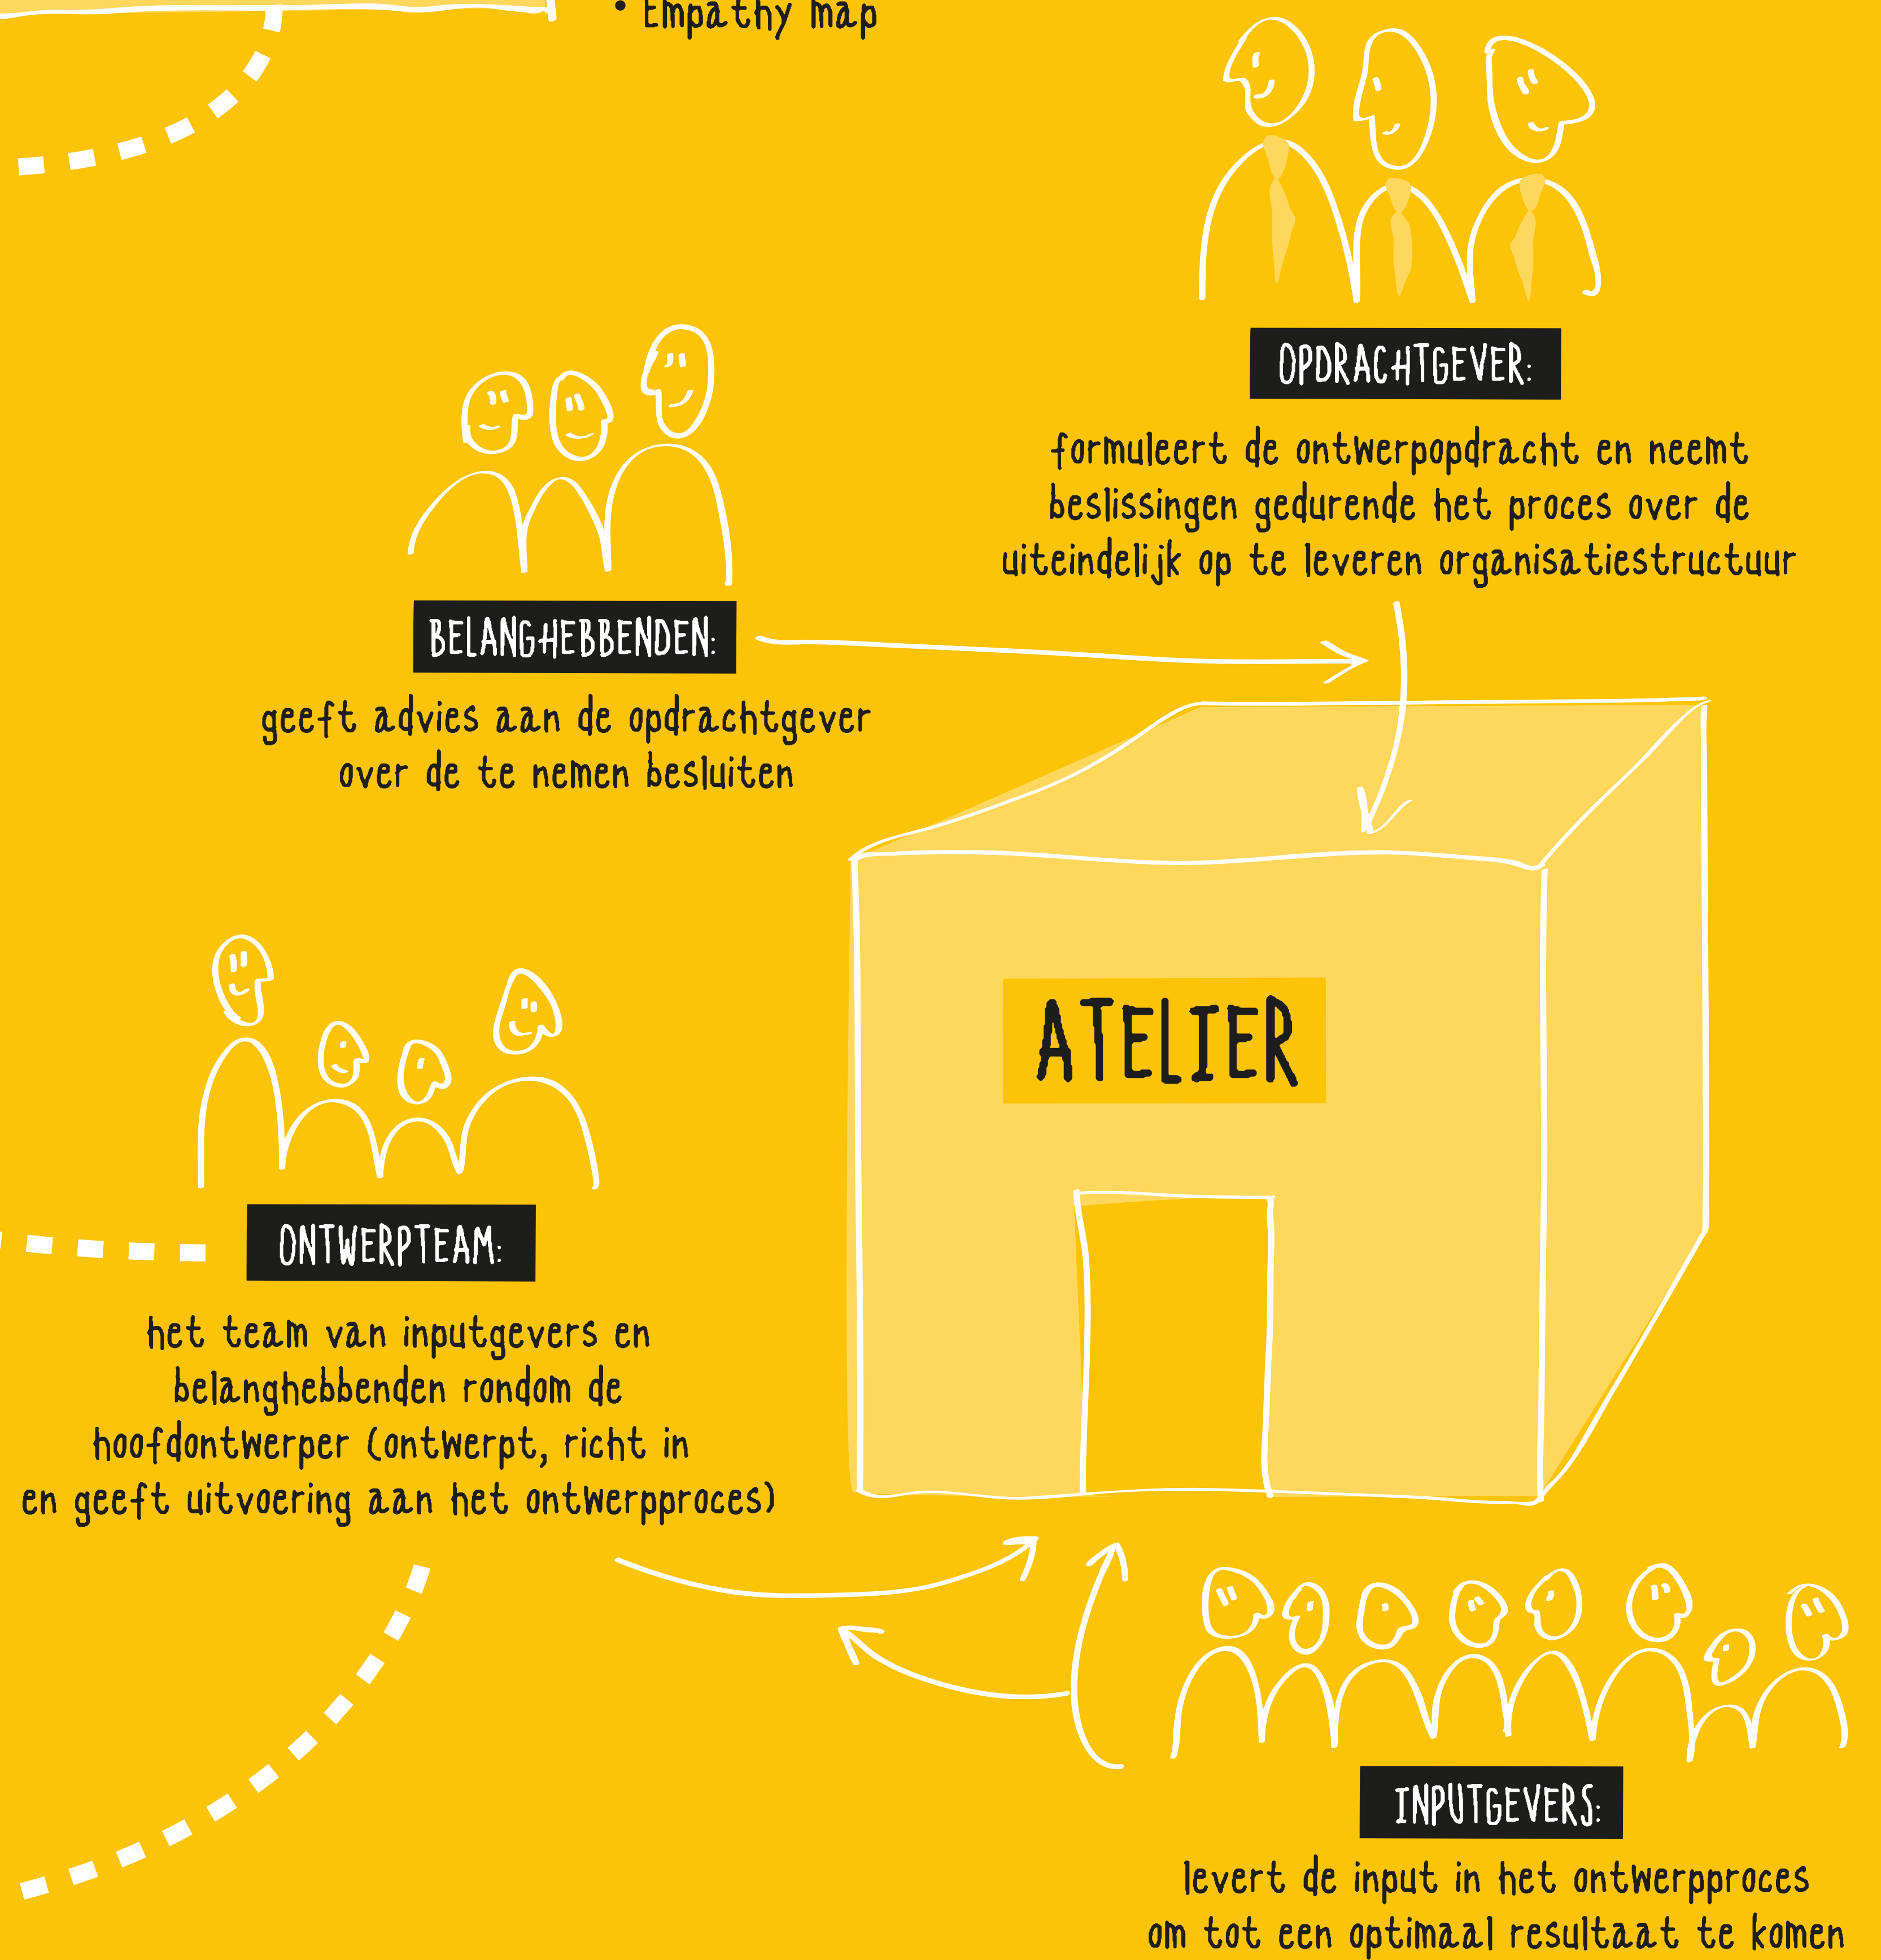 • Empathy map
OPDRACHTGEVER:
formuleert de ontwerpopdracht en neemt
beslissingen gedurende het proces over de
uiteindelijk op te leveren organisatiestructuur
BELANGHEBBENDEN:
geeft advies aan de opdrachtgever
over de te nemen besluiten
ATELIER
ONTWERPTEAM:
het team van inputgevers en
belanghebbenden rondom de
hoofdontwerper (ontwerpt, richt in
en geeft uitvoering aan het ontwerpproces)
INPUTGEVERS:
levert de input in het ontwerpproces
om tot een optimaal resultaat te komen